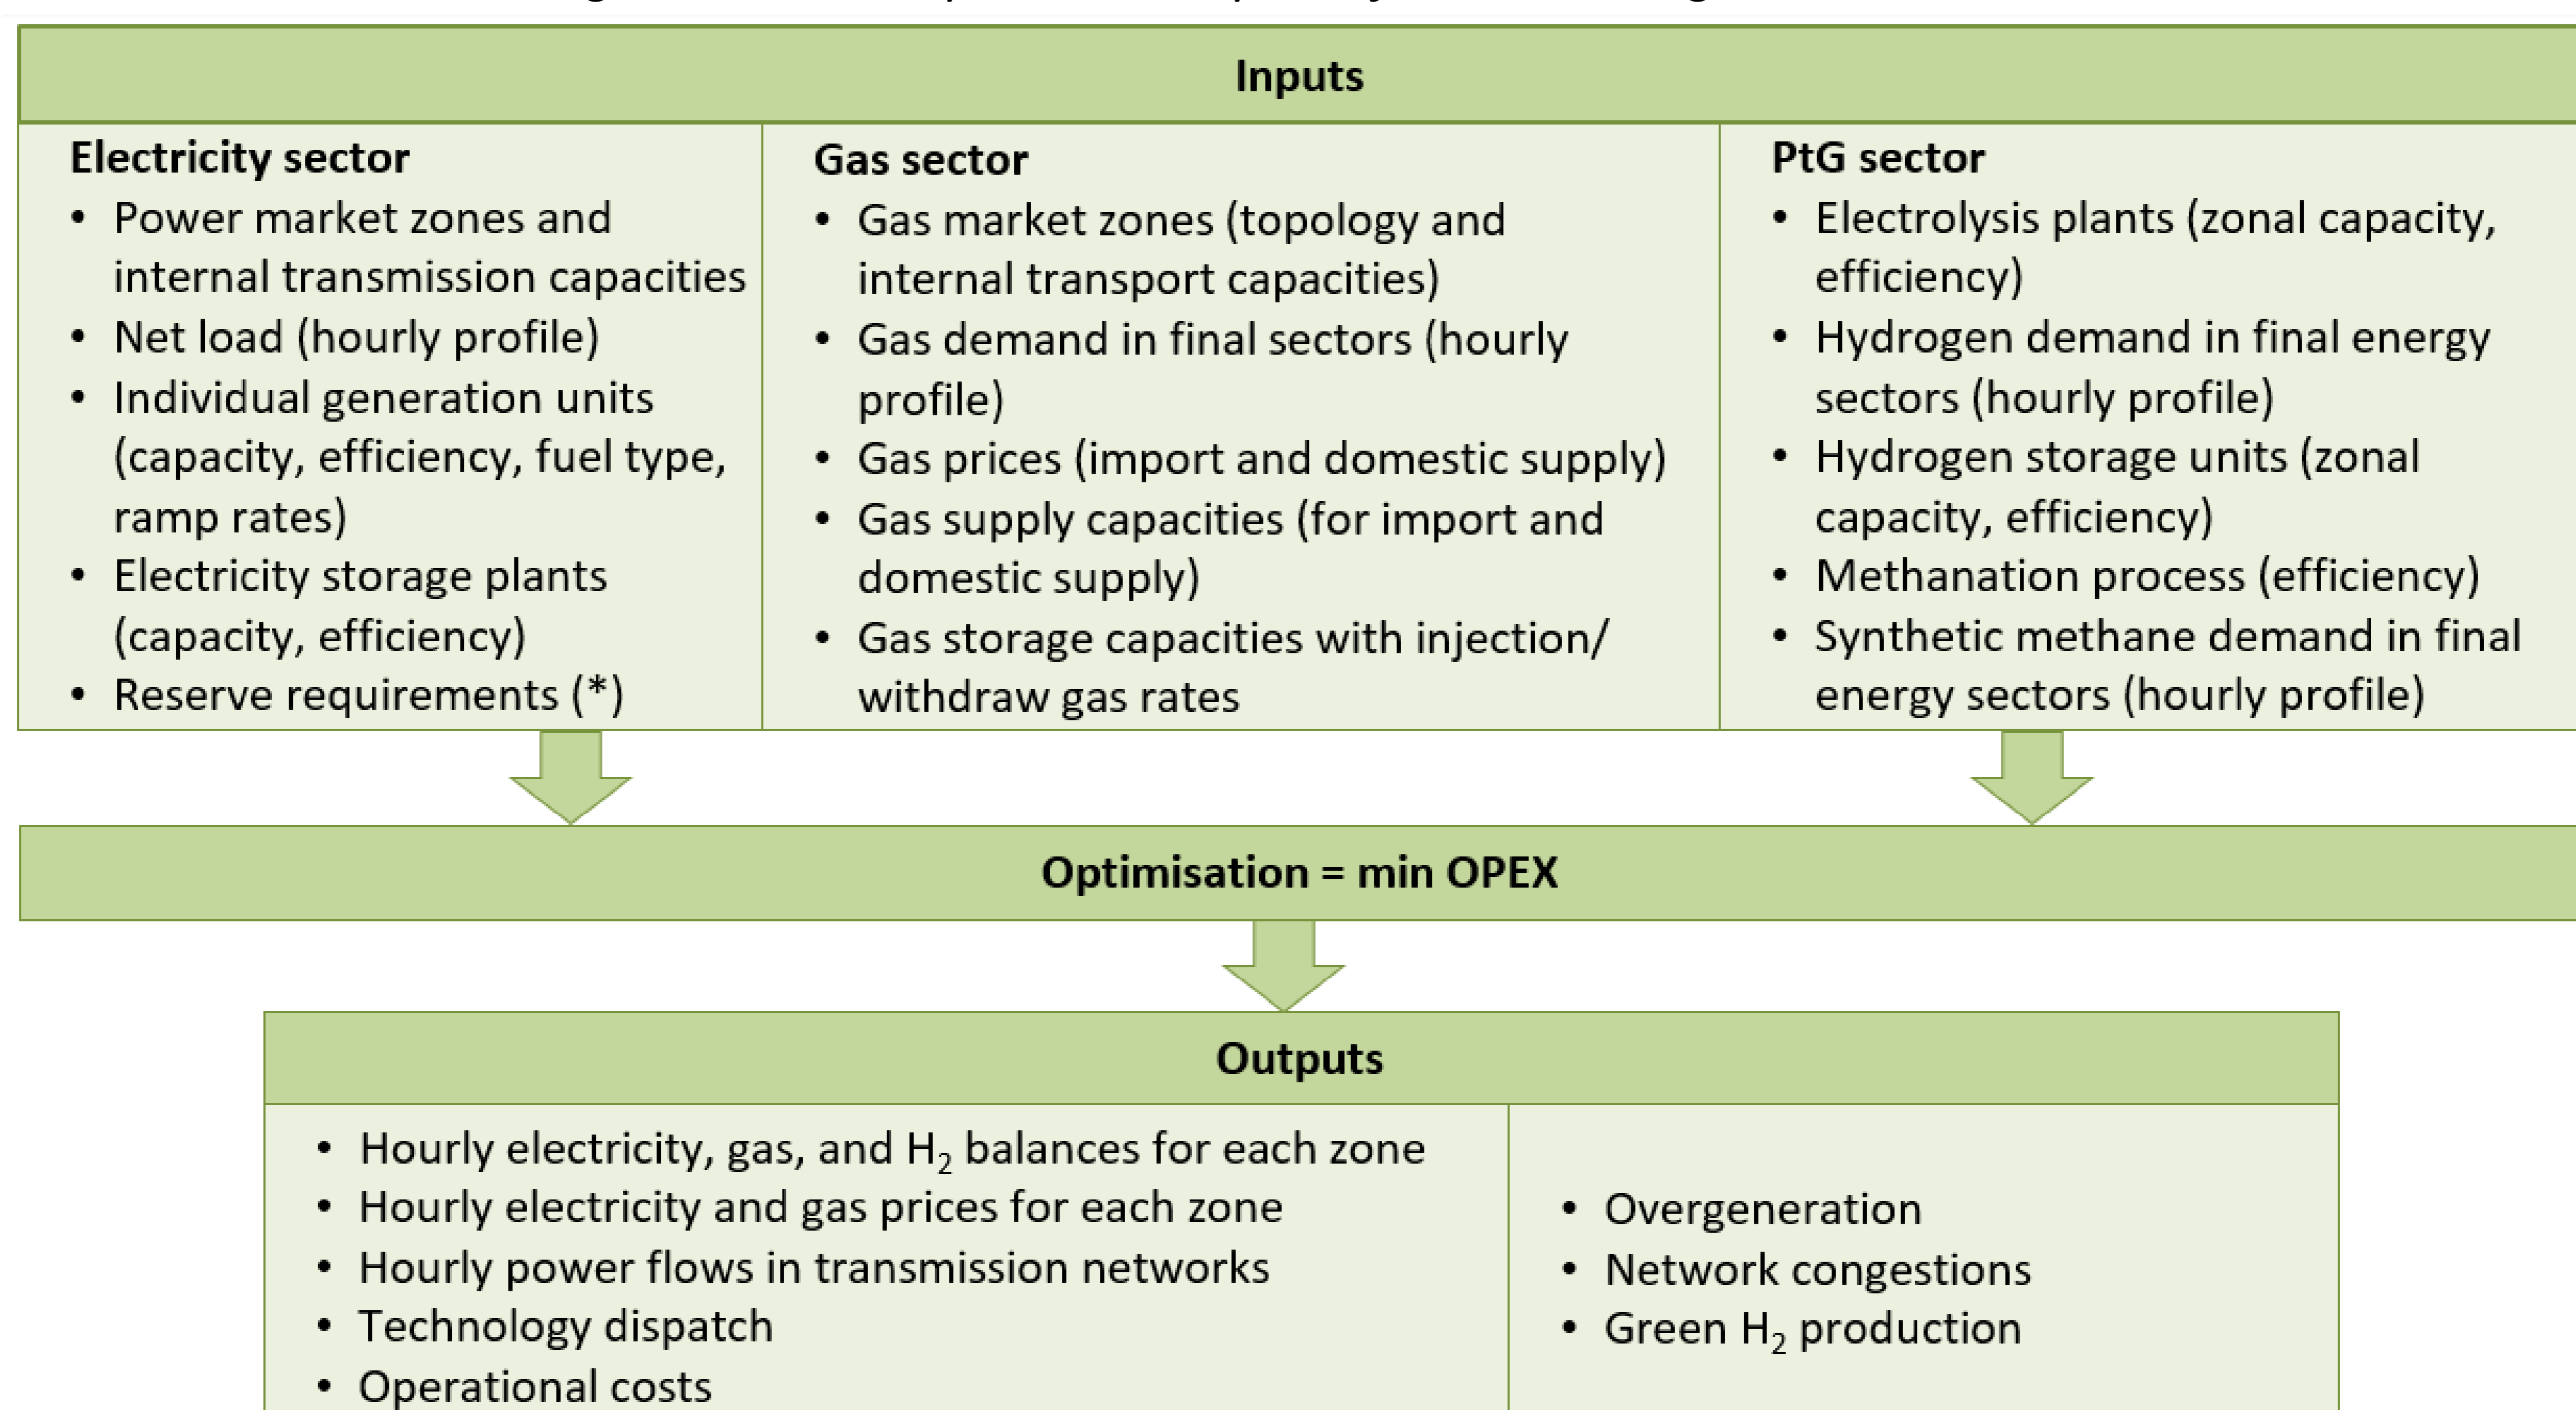 Inputs
Electricity sector
• Power market zones and
internal transmission capacities
• Net load (hourly profile)
• Individual generation units
(capacity, efficiency, fuel type,
ramp rates)
• Electricity storage plants
(capacity, efficiency)
• Reserve requirements (*)
Gas sector
• Gas market zones (topology and
internal transport capacities)
• Gas demand in final sectors (hourly
profile)
• Gas prices (import and domestic supply)
• Gas supply capacities (for import and
domestic supply)
• Gas storage capacities with injection/
withdraw gas rates
PtG sector
• Electrolysis plants (zonal capacity,
efficiency)
• Hydrogen demand in final energy
sectors (hourly profile)
• Hydrogen storage units (zonal
capacity, efficiency)
• Methanation process (efficiency)
• Synthetic methane demand in final
energy sectors (hourly profile)
Optimisation = min OPEX
Outputs
• Hourly electricity, gas, and H₂ balances for each zone
• Hourly electricity and gas prices for each zone
• Hourly power flows in transmission networks
• Technology dispatch
• Operational costs
• Overgeneration
• Network congestions
• Green H₂ production